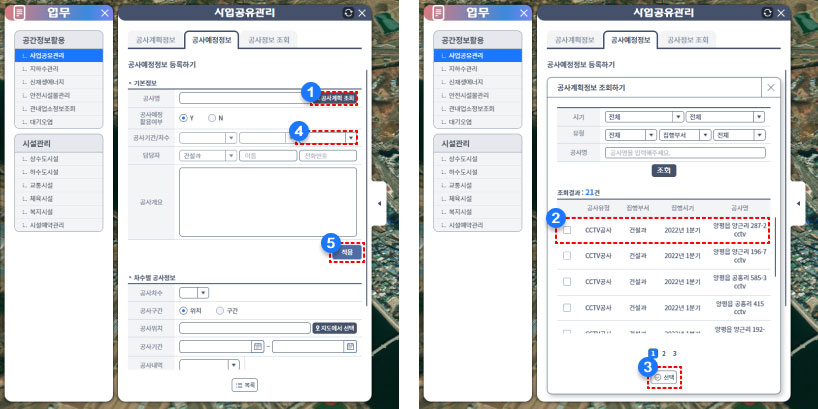 업무
공간정보활용
사업공유관리
지하수관리
신재생에너지
안전시설물관리
관내업소정보조회
대기오염
시설관리
상수도시설
하수도시설
교통시설
체육시설
복지시설
시설예약관리
사업공유관리
공사계획정보 공사예정정보 공사정보 조회
공사예정정보 등록하기
• 기본정보
공사명 1 공사계획 조회
공사예정
활용여부 Y N
공사기간/차수 4
담당자 건설과 이름 전화번호
공사개요
5
적용
• 차수별 공사정보
공사차수
공사구간 위치 구간
공사위치 지도에서 선택
공사기간 ~
공사내역
목록
업무
공간정보활용
사업공유관리
지하수관리
신재생에너지
안전시설물관리
관내업소정보조회
대기오염
시설관리
상수도시설
하수도시설
교통시설
체육시설
복지시설
시설예약관리
사업공유관리
공사계획정보 공사예정정보 공사정보 조회
공사예정정보 등록하기
공사계획정보 조회하기
시기 전체 전체
유형 전체 집행부서 전체
공사명 공사명을 입력해주세요.
조회
조회결과 : 21건
공사유형 집행부서 집행시기 공사명
2
CCTV공사 건설과 2022년 1분기 양평읍 양근리 287-2
cctv
CCTV공사 건설과 2022년 1분기 양평읍 양근리 196-7
cctv
CCTV공사 건설과 2022년 1분기 양평읍 공흥리 585-3
cctv
CCTV공사 건설과 2022년 1분기 양평읍 공흥리 415
cctv
양평읍 양근리 192-
1 2 3
3
선택